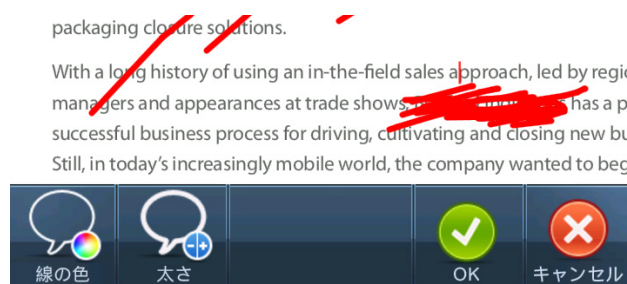 packaging closure solutions.
With a long history of using an in-the-field sales approach, led by regio
managers and appearances at trade shows, has a p
successful business process for driving, cultivating and closing new bu
Still, in today's increasingly mobile world, the company wanted to beg
線の色 太さ OK キャンセル